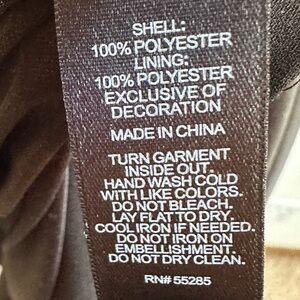 SHELL:
100% POLYESTER
LINING:
100% POLYESTER
EXCLUSIVE OF
DECORATION
MADE IN CHINA
TURN GARMENT
INSIDE OUT.
HAND WASH COLD
WITH LIKE COLORS.
DO NOT BLEACH.
LAY FLAT TO DRY.
COOL IRON IF NEEDED.
DO NOT IRON ON
EMBELLISHMENT.
DO NOT DRY CLEAN.
RN# 55285